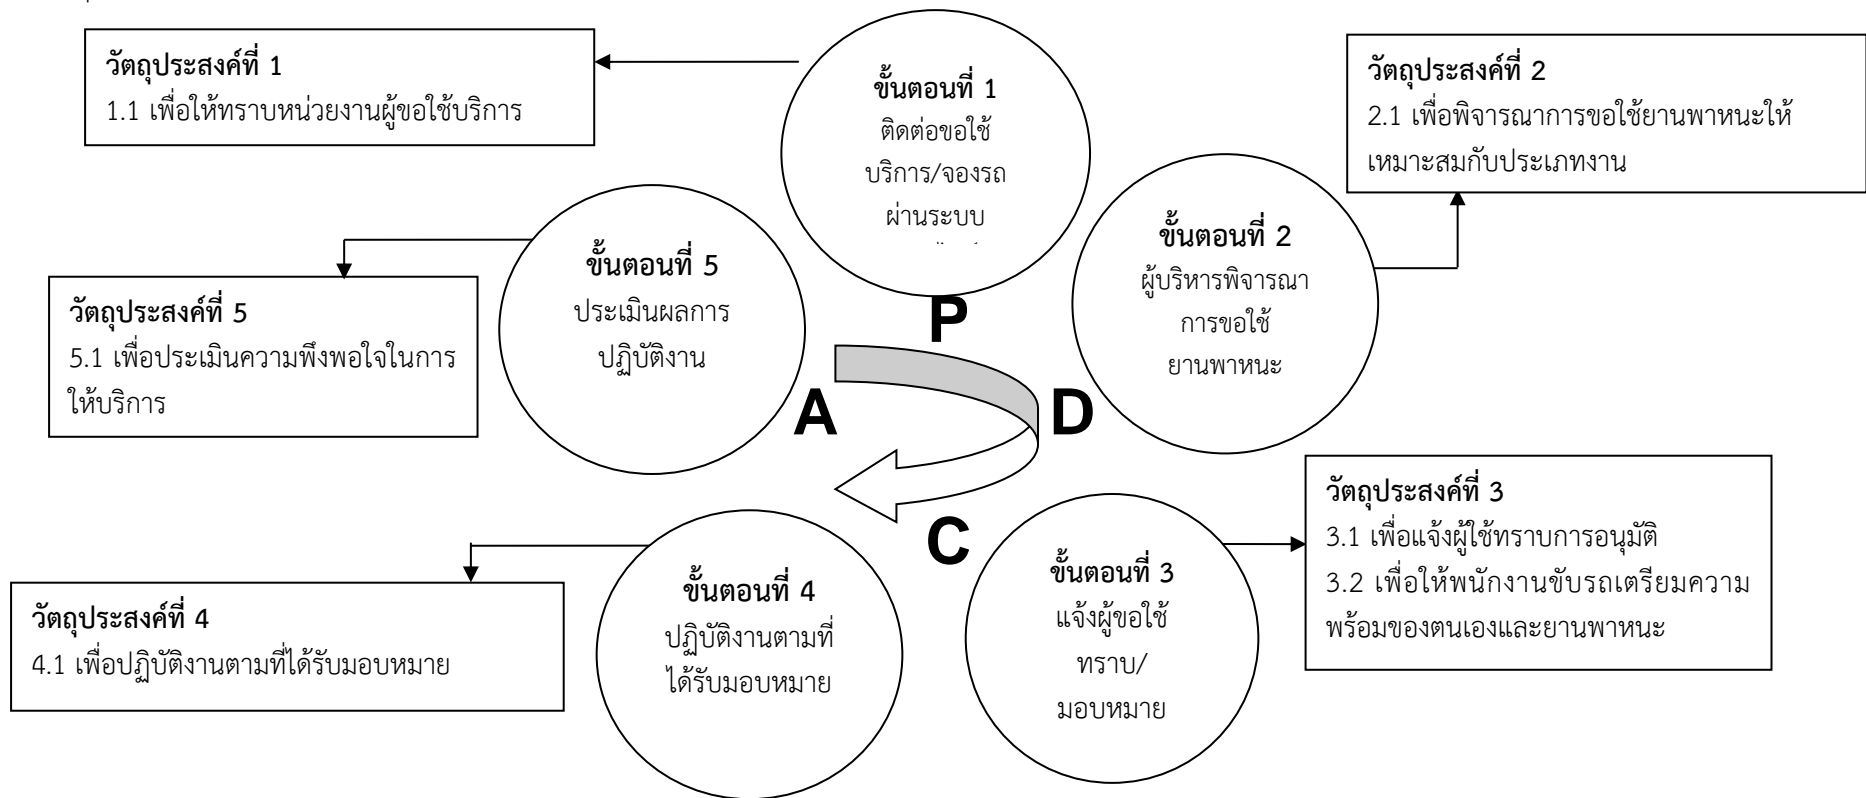 วัตถุประสงค์ที่ 1
1.1 เพื่อให้ทราบหน่วยงานผู้ขอใช้บริการ
ขั้นตอนที่ 1
ติดต่อขอใช้
บริการ/จองรถ
ผ่านระบบ
วัตถุประสงค์ที่ 2
2.1 เพื่อพิจารณาการขอใช้ยานพาหนะให้
เหมาะสมกับประเภทงาน
ขั้นตอนที่ 2
ผู้บริหารพิจารณา
การขอใช้
ยานพาหนะ
ขั้นตอนที่ 5
ประเมินผลการ
ปฏิบัติงาน
วัตถุประสงค์ที่ 5
5.1 เพื่อประเมินความพึงพอใจในการ
ให้บริการ
P
A
D
C
วัตถุประสงค์ที่ 3
3.1 เพื่อแจ้งผู้ใช้ทราบการอนุมัติ
3.2 เพื่อให้พนักงานขับรถเตรียมความ
พร้อมของตนเองและยานพาหนะ
ขั้นตอนที่ 3
แจ้งผู้ขอใช้
ทราบ/
มอบหมาย
ขั้นตอนที่ 4
ปฏิบัติงานตามที่
ได้รับมอบหมาย
วัตถุประสงค์ที่ 4
4.1 เพื่อปฏิบัติงานตามที่ได้รับมอบหมาย